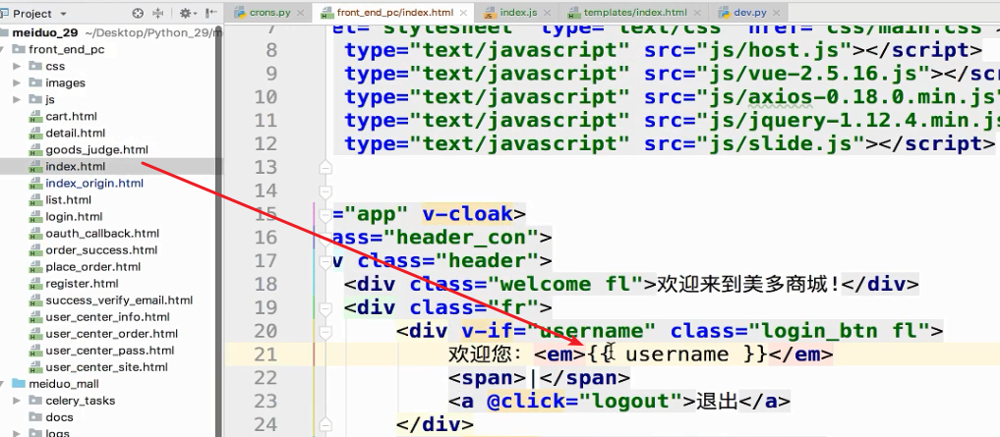 Project
crons.py
front_end_pc/index.html
index.js
templates/index.html
dev.py
meiduo_29 ~/Desktop/Python_29/m
front_end_pc
css
images
js
cart.html
detail.html
goods_judge.html
index.html
index_origin.html
list.html
login.html
oauth_callback.html
order_success.html
place_order.html
register.html
success_verify_email.html
user_center_info.html
user_center_order.html
user_center_pass.html
user_center_site.html
meiduo_mall
celery_tasks
docs
logs
7 el="stylesheet" type="text/css" href="css/main.css">
8 type="text/javascript" src="js/host.js"></script>
9 type="text/javascript" src="js/vue-2.5.16.js"></scr
10 type="text/javascript" src="js/axios-0.18.0.min.js"
11 type="text/javascript" src="js/jquery-1.12.4.min.js
12 type="text/javascript" src="js/slide.js"></script>
13
14
15 ="app" v-cloak>
16 ass="header_con">
17 v class="header">
18 <div class="welcome fl">欢迎来到美多商城!</div>
19 <div class="fr">
20 <div v-if="username" class="login_btn fl">
21 欢迎您: <em>{{ username }}</em>
22 <span>|</span>
23 <a @click="logout">退出</a>
24 </div>